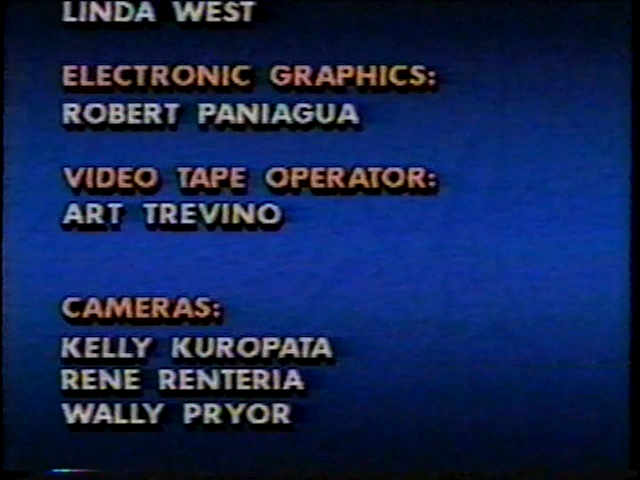 LINDA WEST
ELECTRONIC GRAPHICS:
ROBERT PANIAGUA
VIDEO TAPE OPERATOR:
ART TREVINO
CAMERAS:
KELLY KUROPATA
RENE RENTERIA
WALLY PRYOR